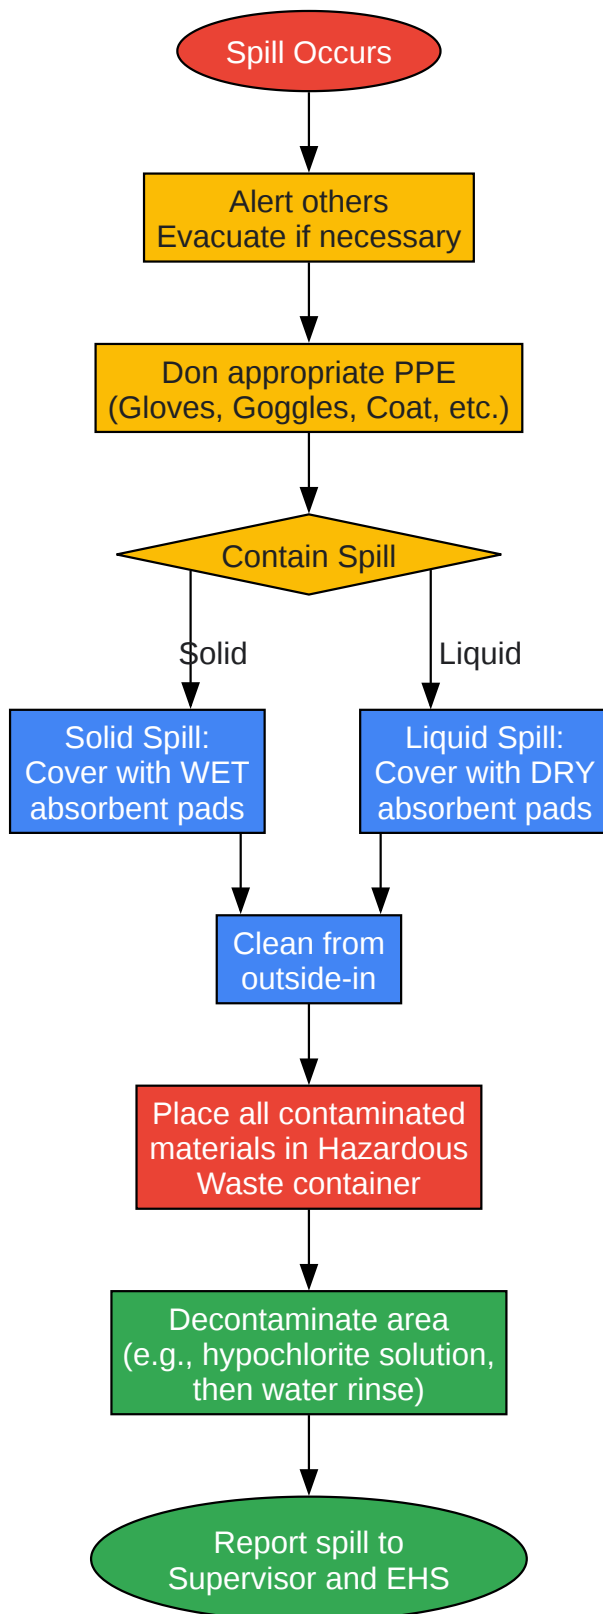 Spill Occurs
Alert others
Evacuate if necessary
Don appropriate PPE
(Gloves, Goggles, Coat, etc.)
Contain Spill
Solid
Liquid
Solid Spill:
Cover with WET
absorbent pads
Liquid Spill:
Cover with DRY
absorbent pads
Clean from
outside-in
Place all contaminated
materials in Hazardous
Waste container
Decontaminate area
(e.g., hypochlorite solution,
then water rinse)
Report spill to
Supervisor and EHS